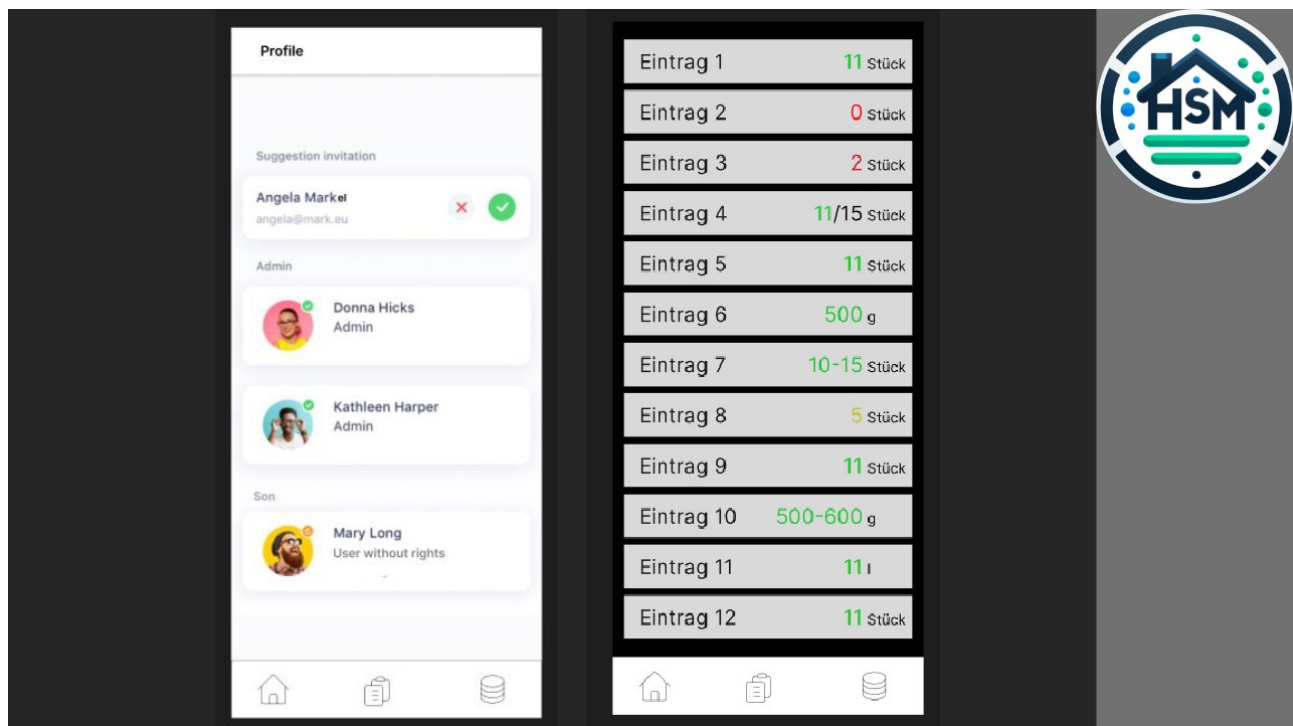 Profile
Suggestion invitation
Angela Markel
angela@mark.eu
Admin
Donna Hicks
Admin
Kathleen Harper
Admin
Son
Mary Long
User without rights
Eintrag 1 11 Stück
Eintrag 2 0 Stück
Eintrag 3 2 Stück
Eintrag 4 11/15 Stück
Eintrag 5 11 Stück
Eintrag 6 500 g
Eintrag 7 10-15 Stück
Eintrag 8 5 Stück
Eintrag 9 11 Stück
Eintrag 10 500-600 g
Eintrag 11 11 l
Eintrag 12 11 Stück
HSM